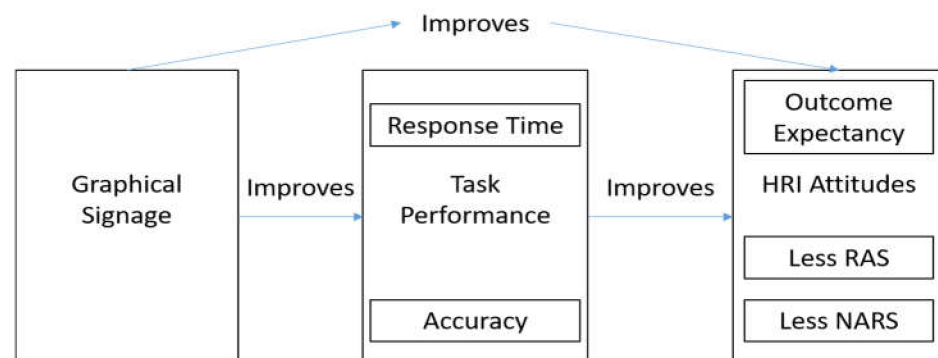 Improves
Graphical
Signage
Improves
Response Time
Task
Performance
Accuracy
Improves
Outcome
Expectancy
HRI Attitudes
Less RAS
Less NARS